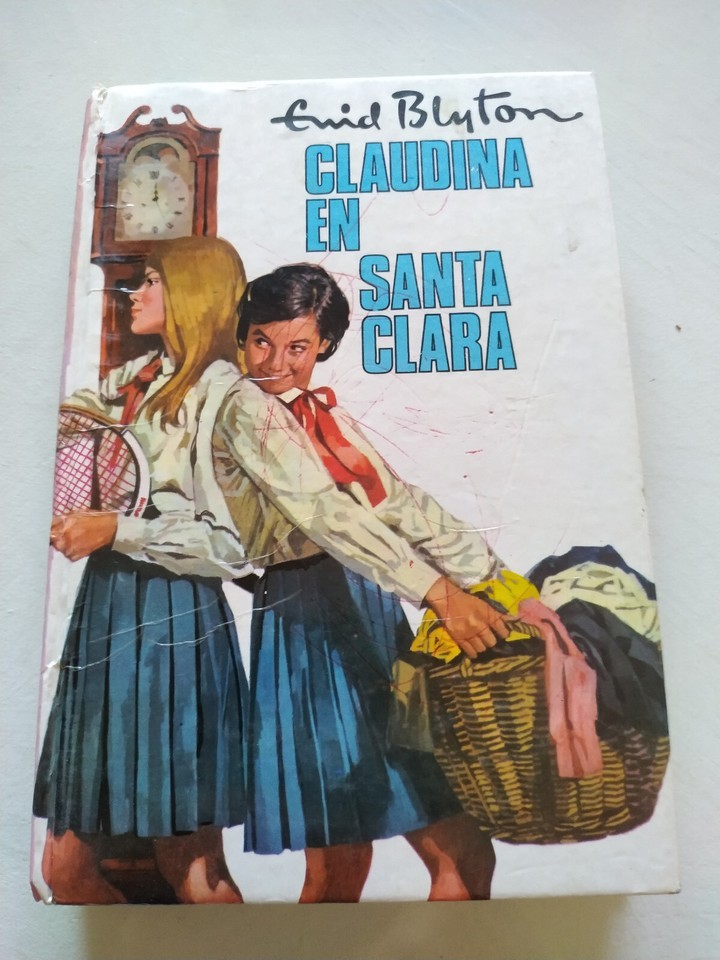 Enid Blyton
CLAUDINA
EN
SANTA
CLARA